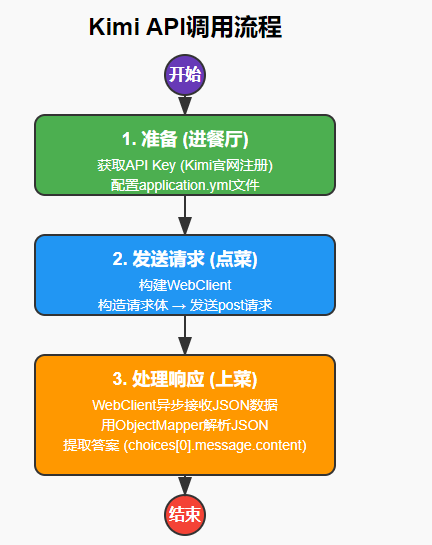 Kimi API调用流程
开始
1. 准备 (进餐厅)
获取API Key (Kimi官网注册)
配置application.yml文件
2. 发送请求 (点菜)
构建WebClient
构造请求体 → 发送post请求
3. 处理响应 (上菜)
WebClient异步接收JSON数据
用ObjectMapper解析JSON
提取答案 (choices[0].message.content)
结束